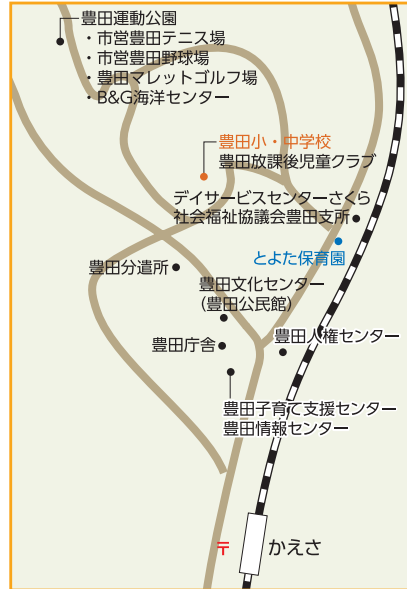 豊田運動公園
・市営豊田テニス場
・市営豊田野球場
・豊田マレットゴルフ場
・B&G海洋センター
豊田小・中学校
豊田放課後児童クラブ
デイサービスセンターさくら
社会福祉協議会豊田支所
とよた保育園
豊田分遣所
豊田文化センター
(豊田公民館)
豊田人権センター
豊田庁舎
豊田子育て支援センター
豊田情報センター
〒
かえさ